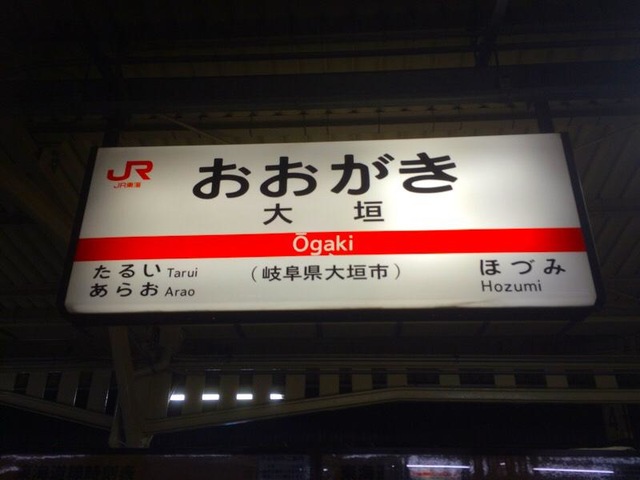 JR
JR東海
おおがき
大垣
Ōgaki
たるい Tarui
あらお Arao
（岐阜県大垣市）
ほづみ
Hozumi